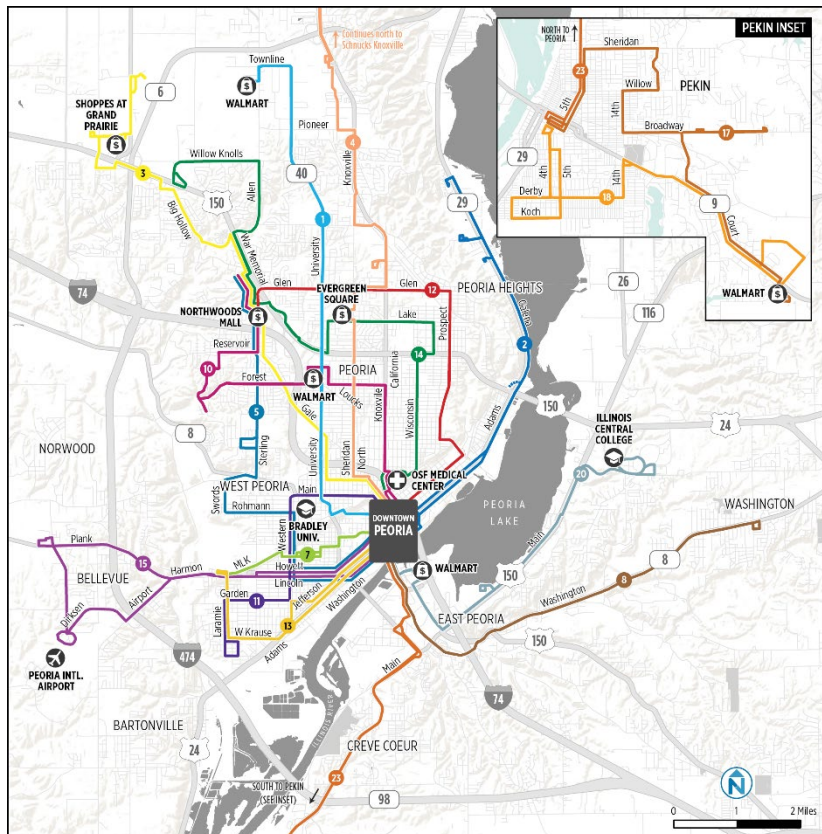 Continues north to
Schnucks Knoxville
Townline
6
WALMART
SHOPPES AT
GRAND
PRAIRIE
Pioneer
4
Knoxville
Willow Knolls
40
3
150
Allen
29
Big Hollow
War Memorial
1
University
Glen
EVERGREEN
SQUARE
Glen
12
PEORIA HEIGHTS
Galena
26
116
74
NORTHWOODS
MALL
Lake
Prospect
Reservoir
10
Forest
PEORIA
14
California
2
WALMART
Loucks
Knoxville
Wisconsin
Adams
150
5
8
Gale
ILLINOIS
CENTRAL
COLLEGE
24
NORWOOD
Sterling
University
Sheridan
North
20
OSF MEDICAL
CENTER
WEST PEORIA
Main
Swords
Rohmann
Western
BRADLEY
UNIV.
DOWNTOWN
PEORIA
PEORIA
LAKE
WASHINGTON
Plank
15
Harmon
MLK
7
Howett
Lincoln
WALMART
Main
150
8
BELLEVUE
Airport
Garden
11
Jefferson
Washington
EAST PEORIA
Washington
8
Dirksen
Laramie
13
W Krause
Adams
150
PEORIA INTL.
AIRPORT
474
Main
74
BARTONVILLE
ILLINOIS RIVER
24
CREVE COEUR
23
SOUTH TO PEKIN
(SEE INSET)
98
N
0 1 2 Miles
PEKIN INSET
NORTH TO
PEORIA
Sheridan
23
Willow
PEKIN
5th
14th
Broadway
17
29
4th
5th
14th
9
Derby
18
Koch
Court
WALMART